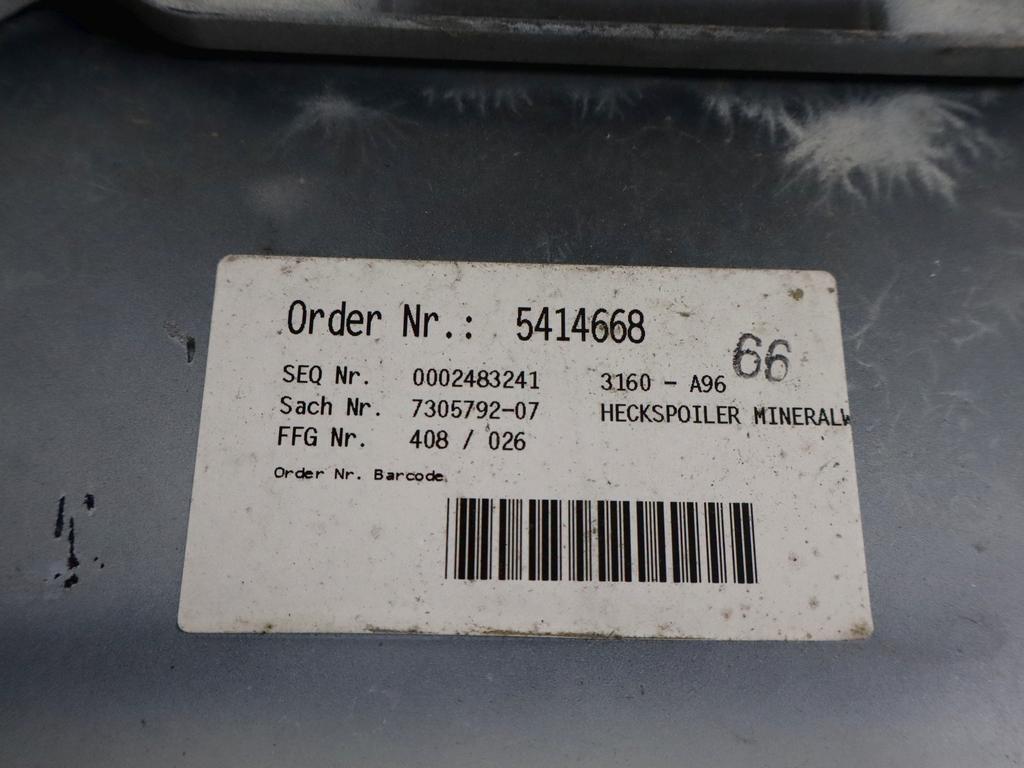 Order Nr.: 5414668
66
SEQ Nr. 0002483241 3160 - A96
Sach Nr. 7305792-07 HECKSPOILER MINERALW
FFG Nr. 408 / 026
Order Nr. Barcode